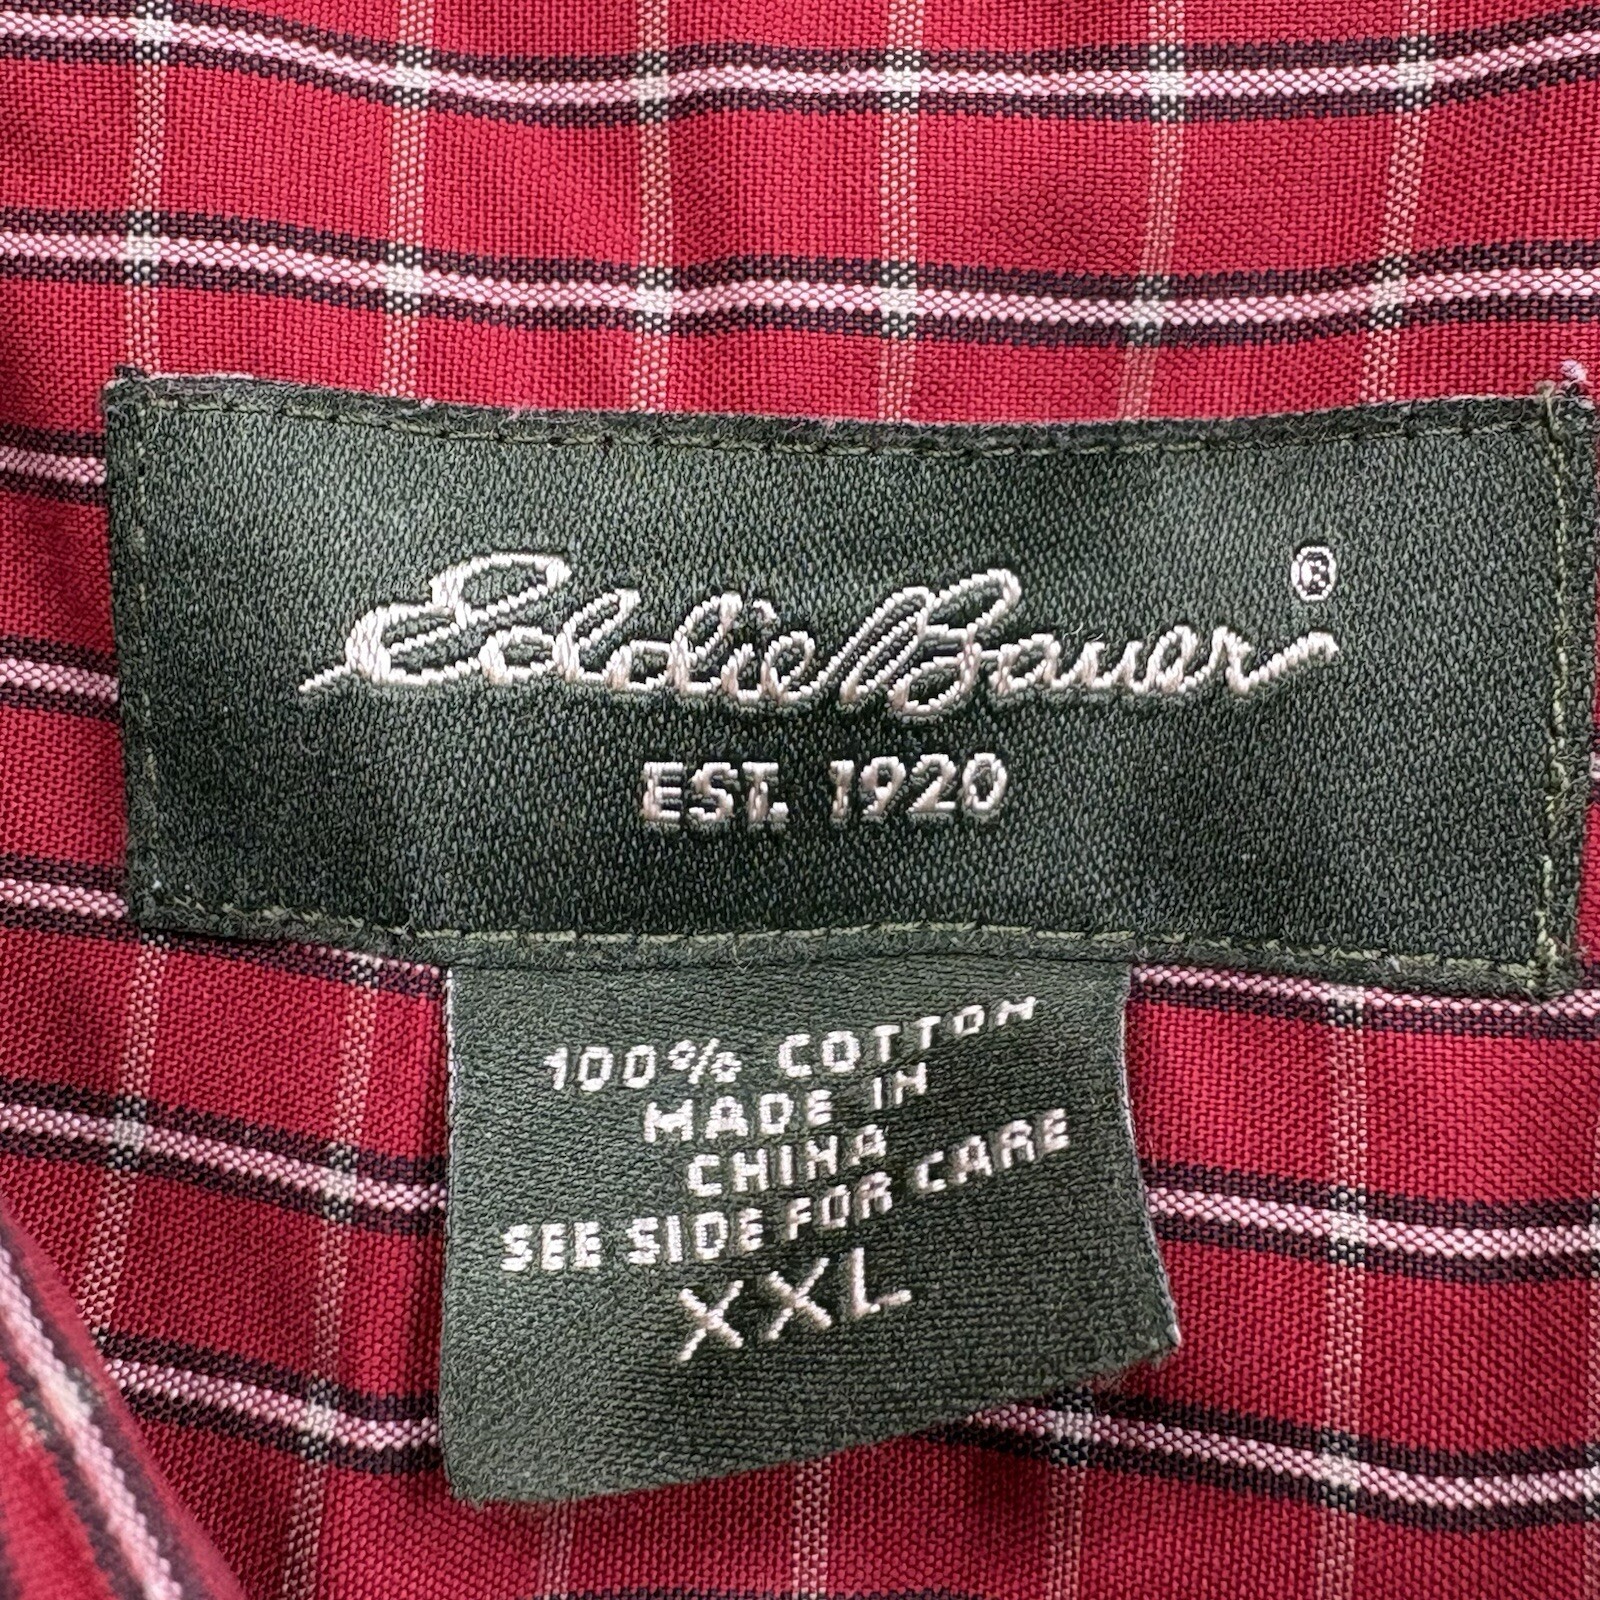 Eddie Bauer®
EST. 1920
100% COTTON
MADE IN
CHINA
SEE SIDE FOR CARE
XXL